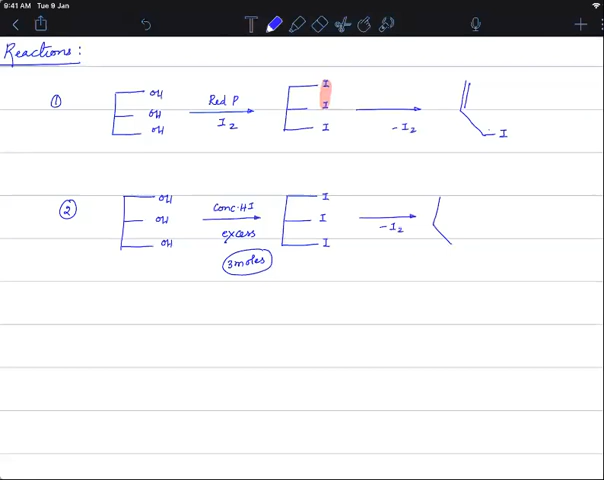 9:41 AM Tue 9 Jan
Reactions:
① OH OH OH Red P I2 I I I -I2 I
② OH OH OH Conc·HI excess 3 moles I I I -I2